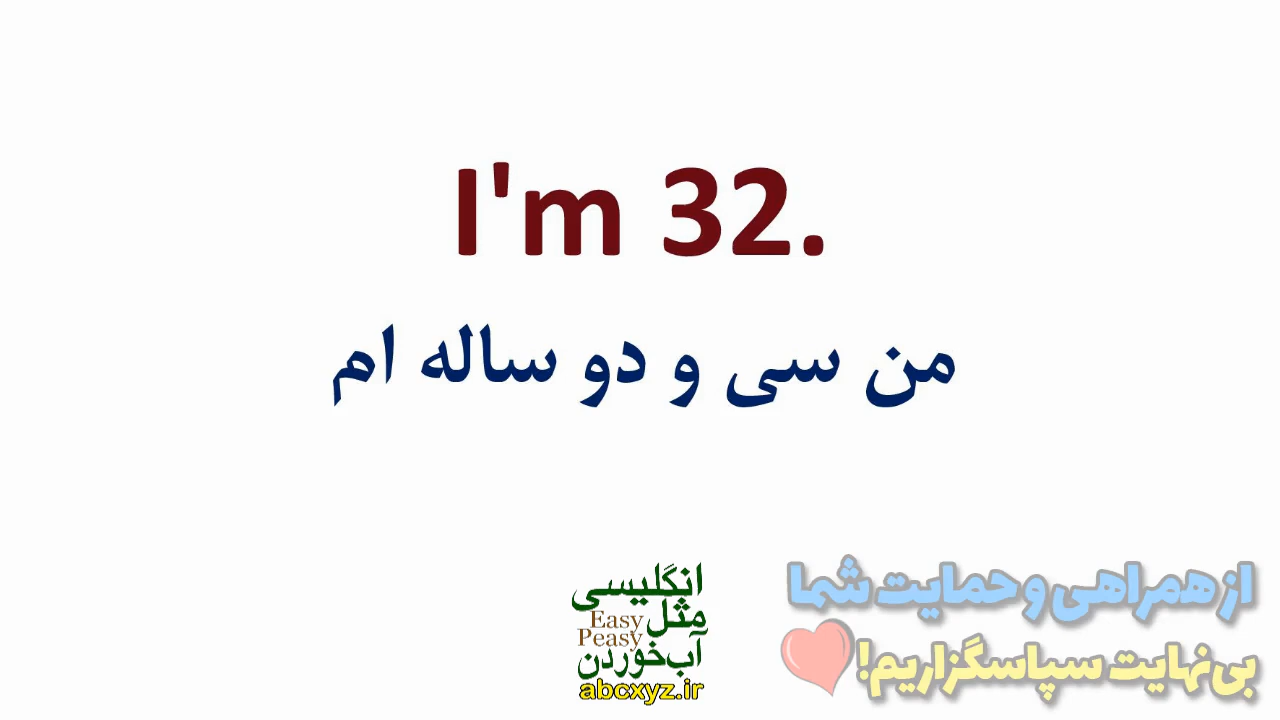 I'm 32.
من سی و دو ساله ام
انگلیسی
مثل
Easy
Peasy
آب خوردن
abcxyz.ir
از همراهی و حمایت شما
بی‌نهایت سپاسگزاریم!